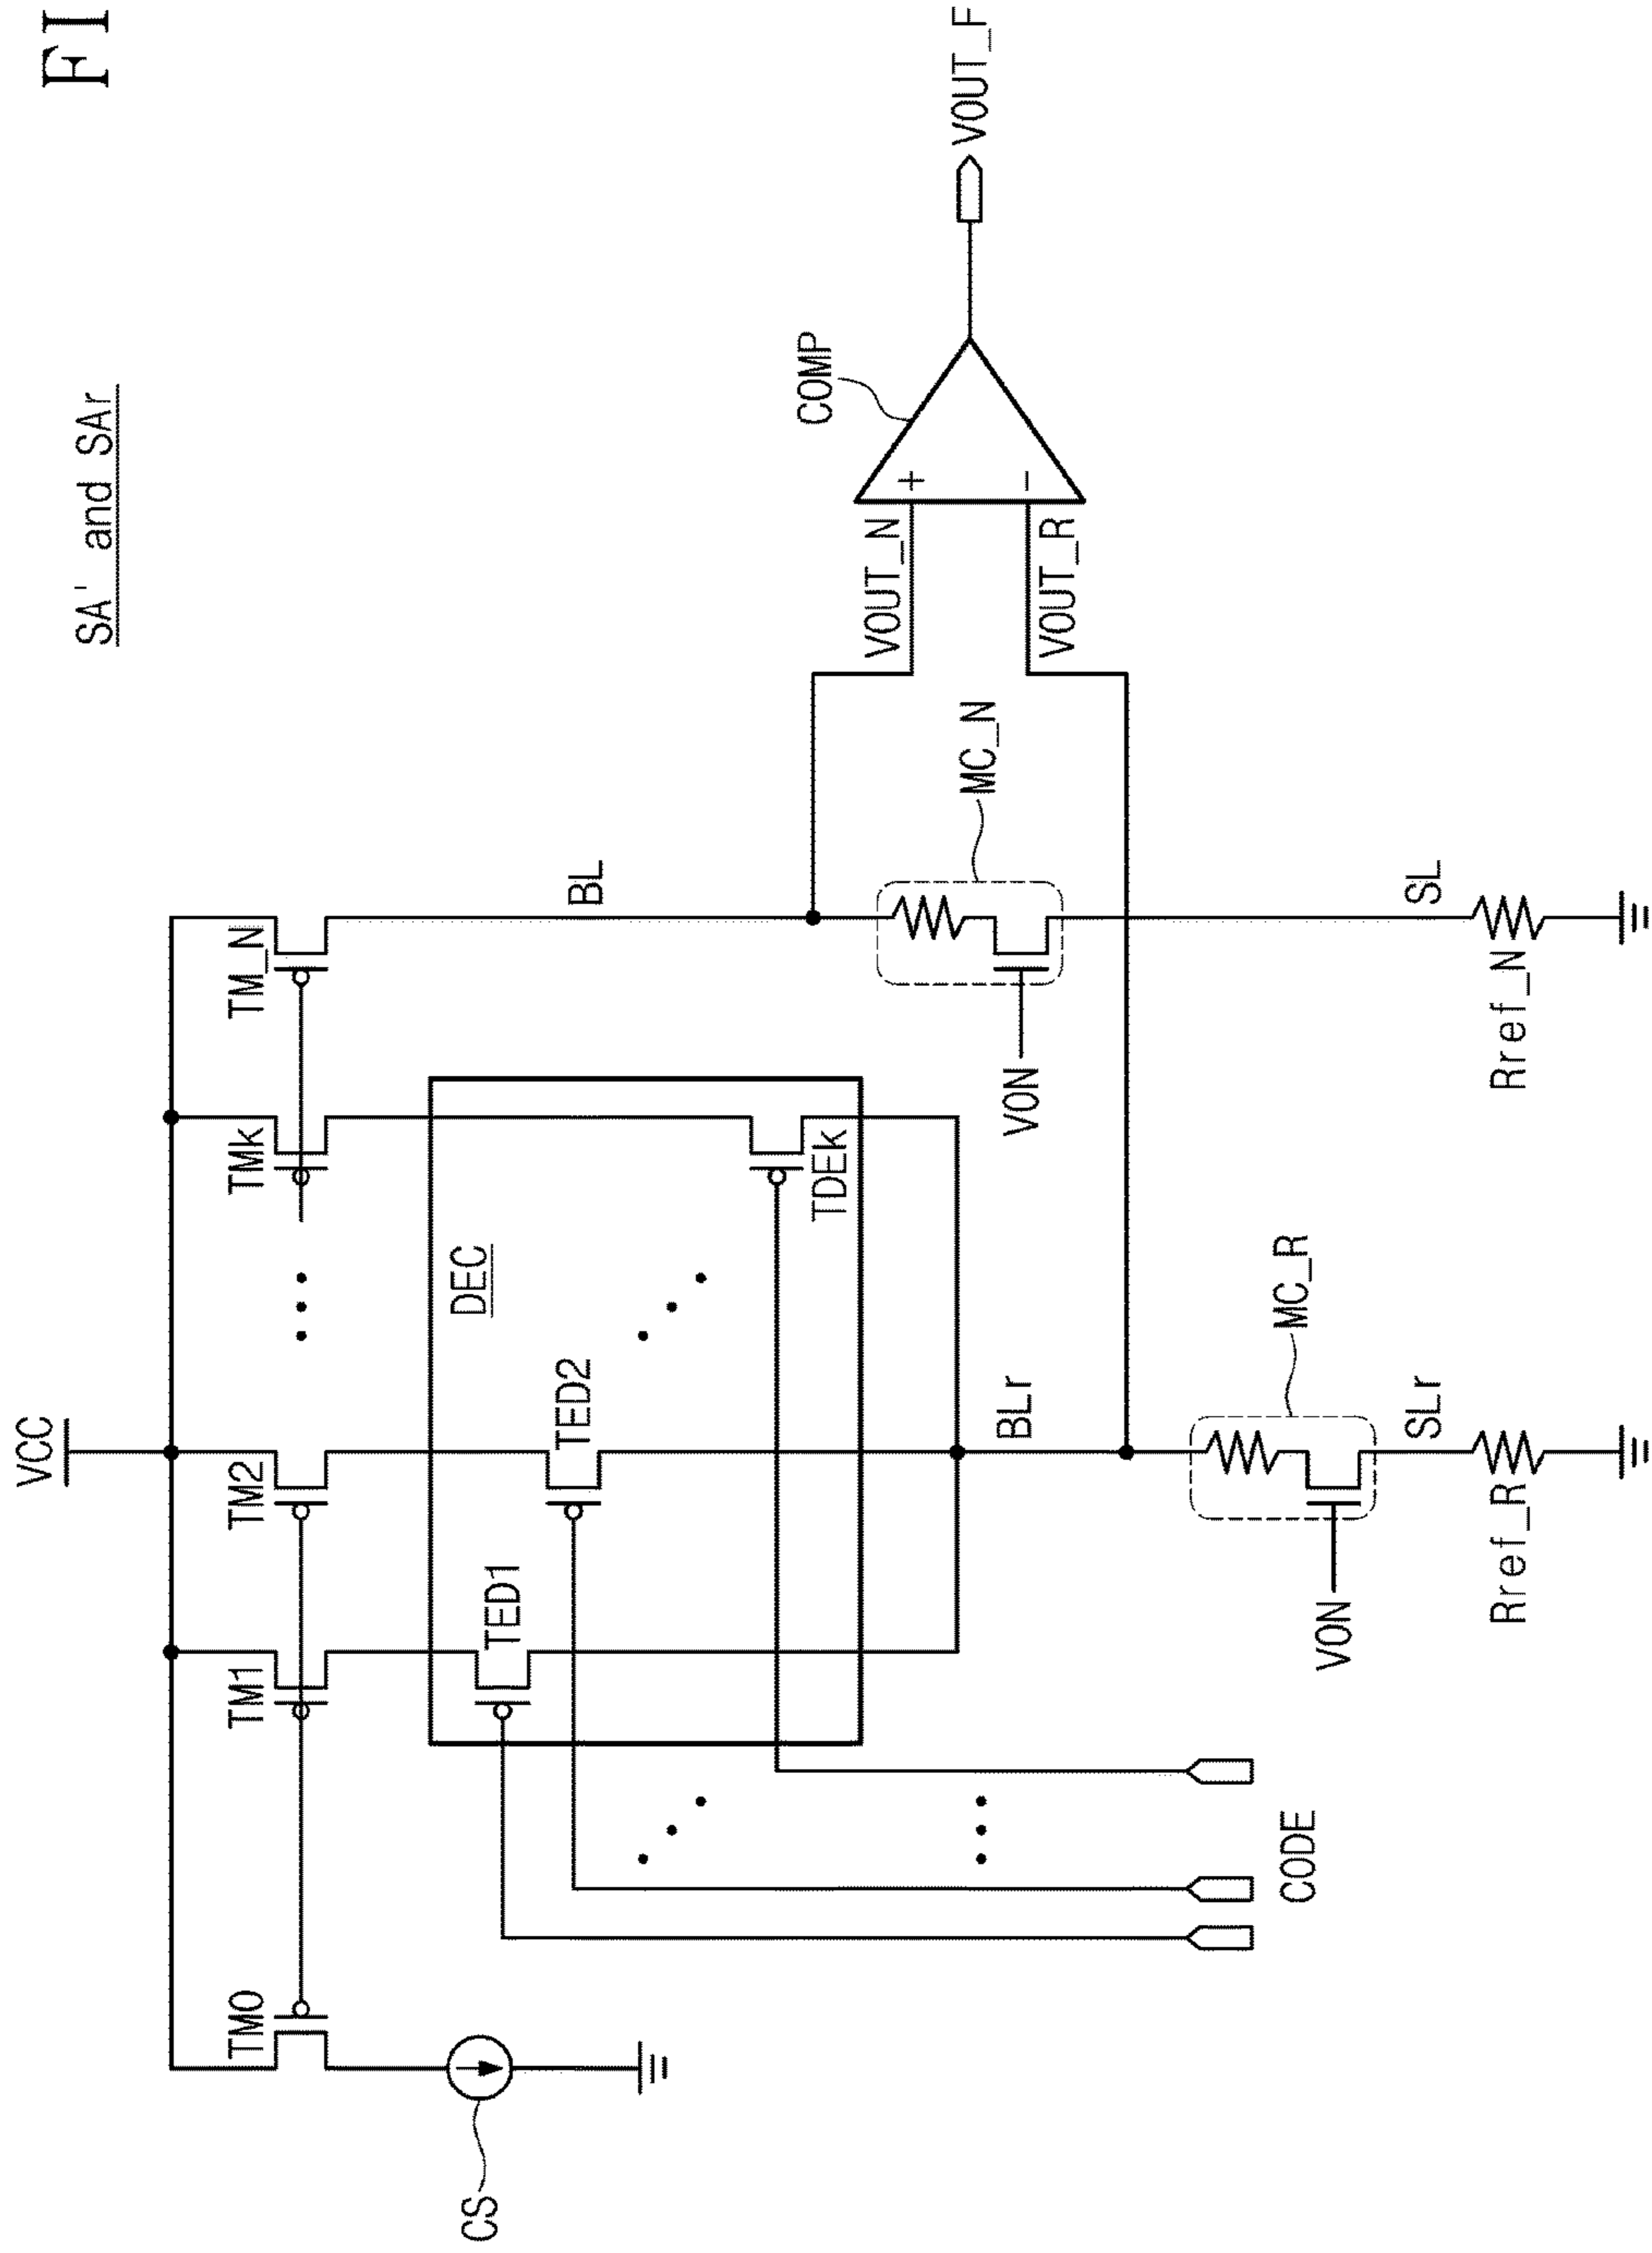 FI
SA' and SAr
VCC
TM0
TM1
TM2
TMk
TM_N
CS
DEC
TED1
TED2
TDEk
BL
COMP
VOUT_N
+
VOUT_F
VOUT_R
−
MC_N
VON
BLr
CODE
MC_R
VON
SLr
SL
Rref_R
Rref_N